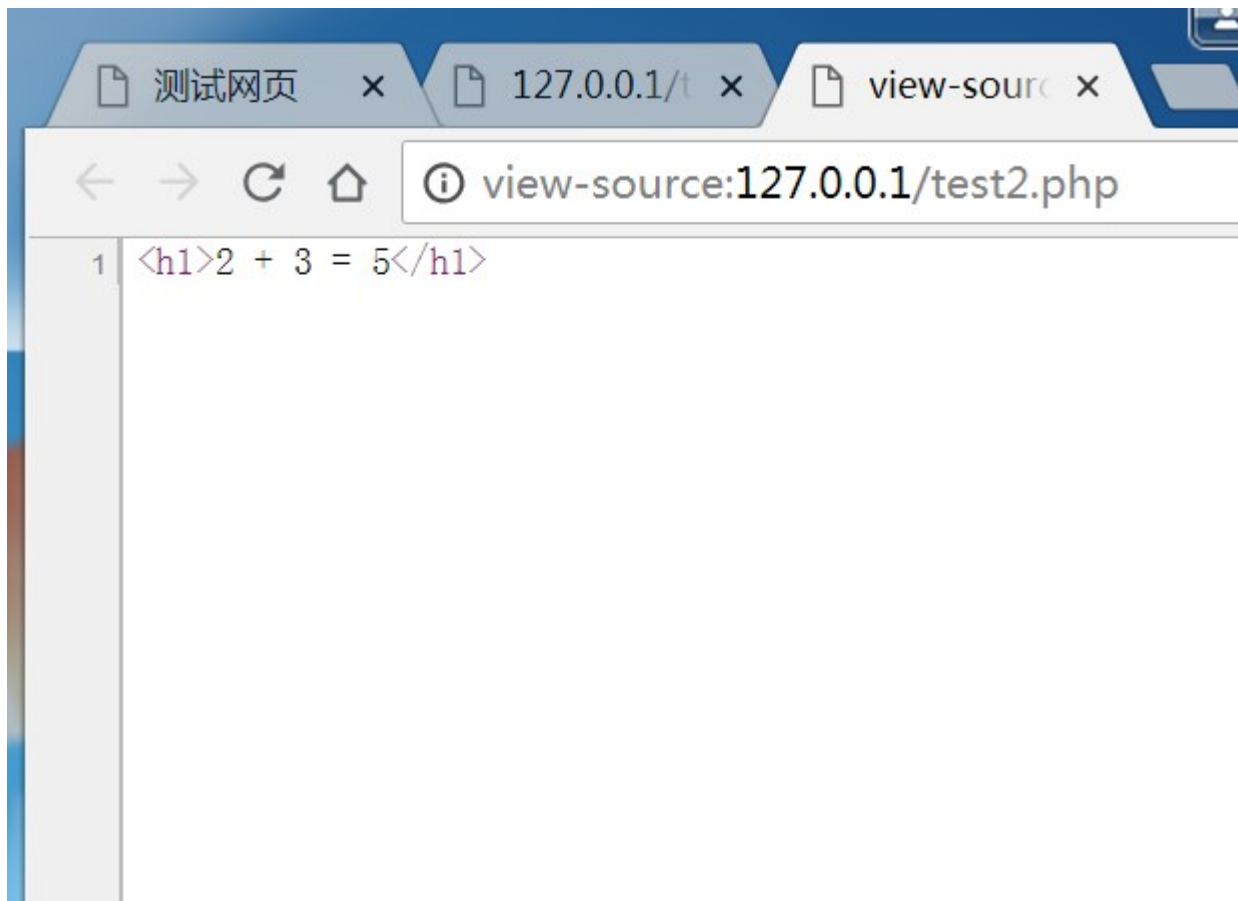 测试网页
127.0.0.1/t
view-sourc
view-source:127.0.0.1/test2.php
1 <h1>2 + 3 = 5</h1>